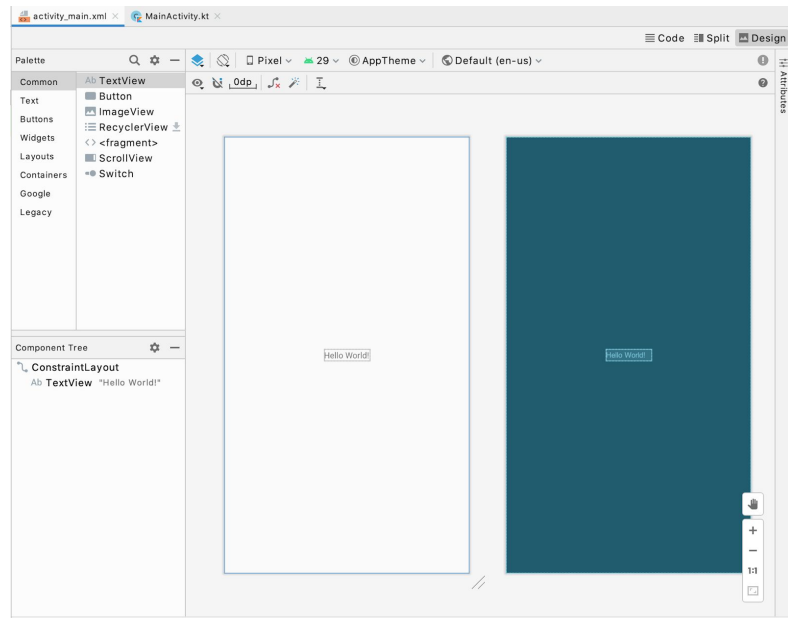 activity_main.xml MainActivity.kt
Code Split Design
Palette Pixel 29 AppTheme Default (en-us)
Attributes
Common Ab TextView 0dp
Text Button
Buttons ImageView
Widgets RecyclerView
Layouts <> <fragment>
Containers ScrollView
Google Switch
Legacy
Component Tree
ConstraintLayout
Ab TextView "Hello World!"
Hello World! Hello World!
+
−
1:1